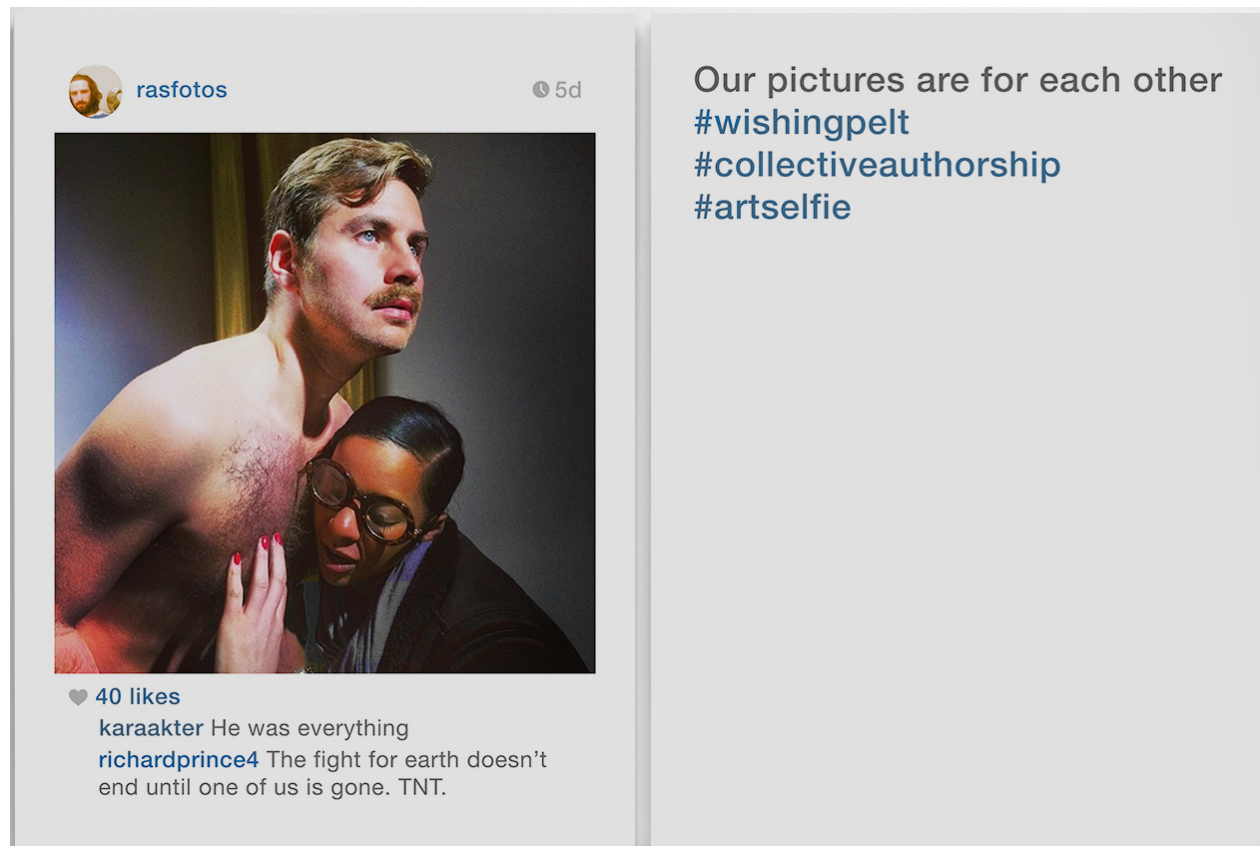 rasfotos
5d
40 likes
karaakter He was everything
richardprince4 The fight for earth doesn’t
end until one of us is gone. TNT.
Our pictures are for each other
#wishingpelt
#collectiveauthorship
#artselfie